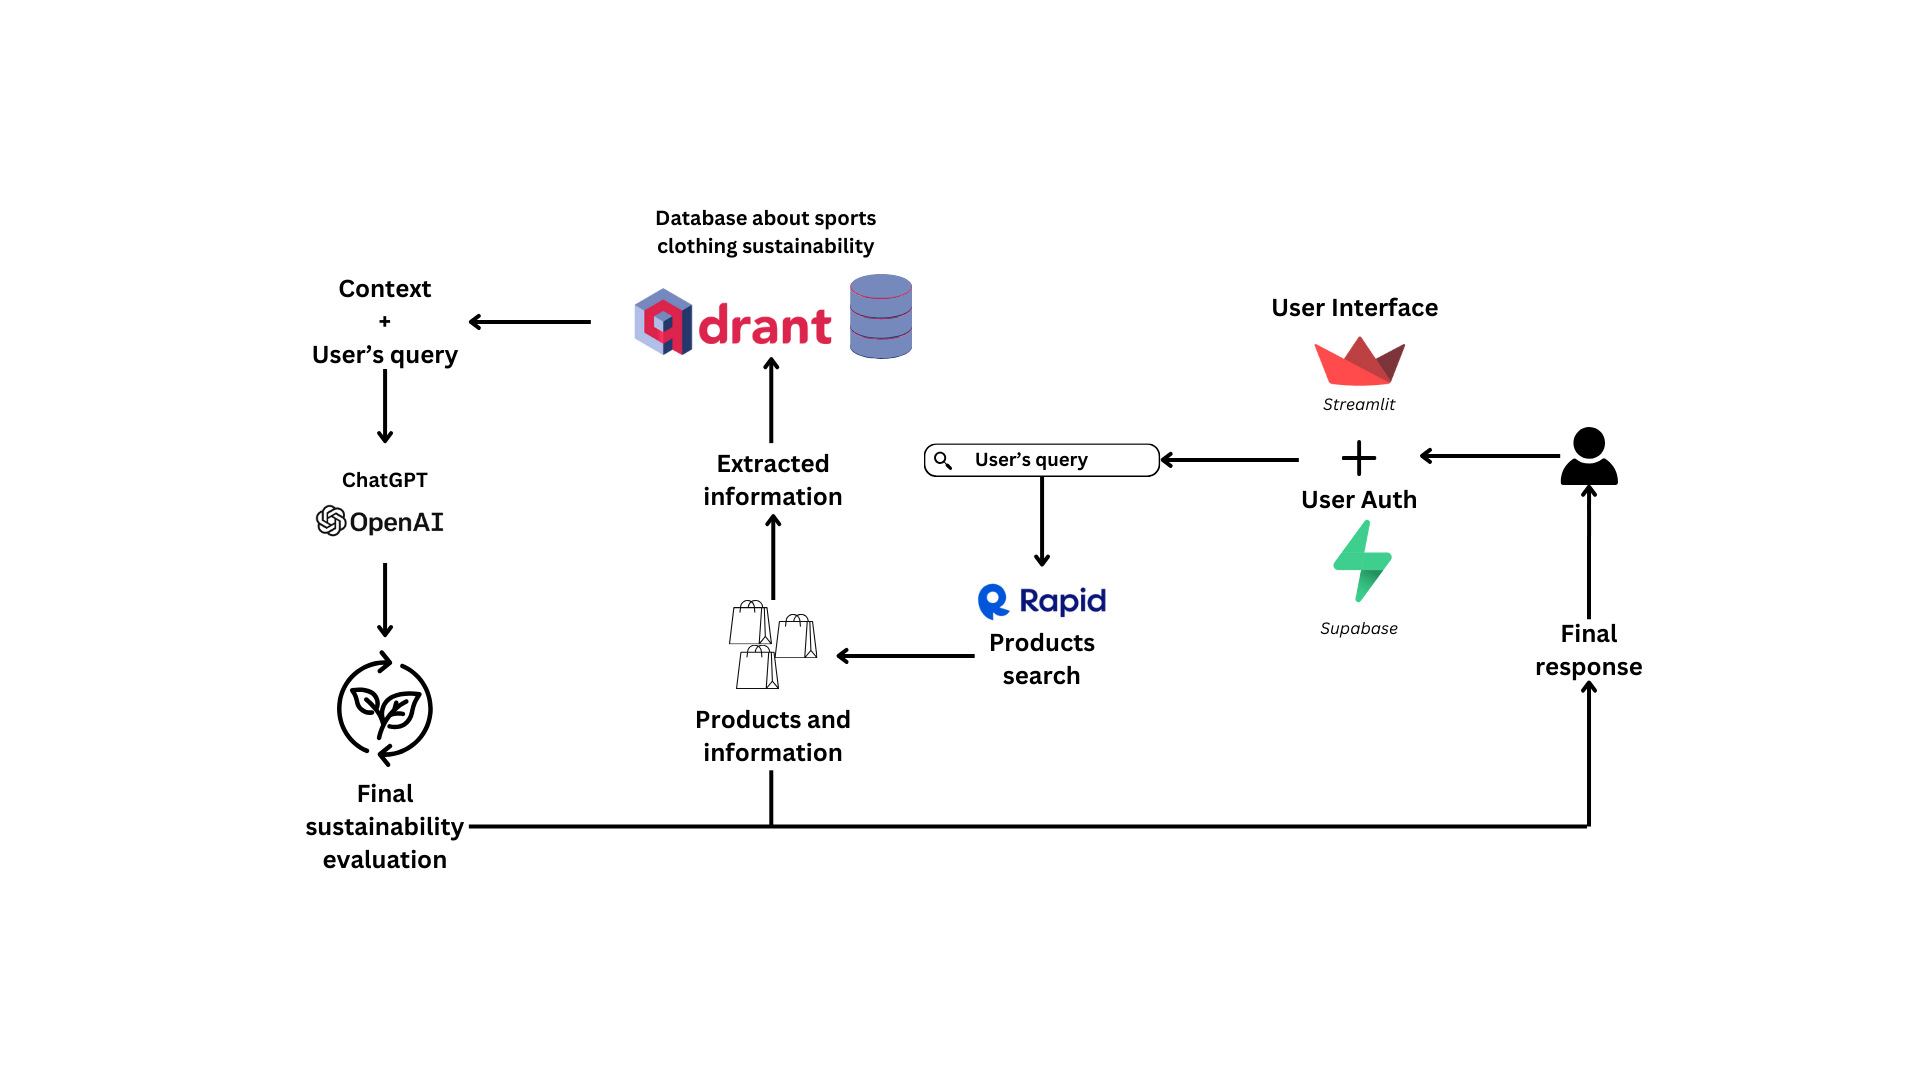 Database about sports
clothing sustainability
qdrant
Context
+
User's query
ChatGPT
OpenAI
Final
sustainability
evaluation
Extracted
information
Products and
information
User's query
Rapid
Products
search
User Interface
Streamlit
+
User Auth
Supabase
Final
response